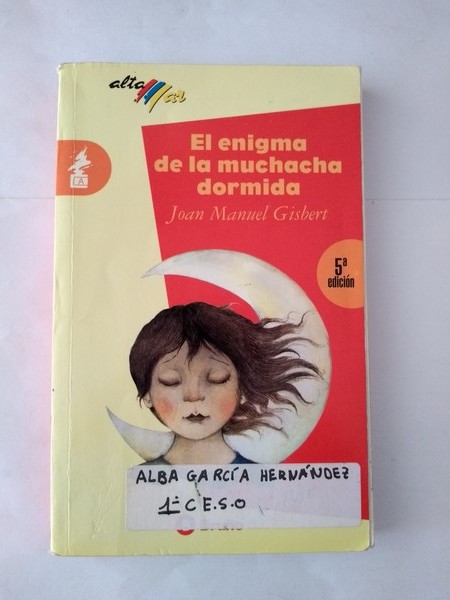 alta
mar
A
El enigma
de la muchacha
dormida
Joan Manuel Gisbert
5ª
edición
ALBA GARCÍA HERNÁNDEZ
1º C E.S.O